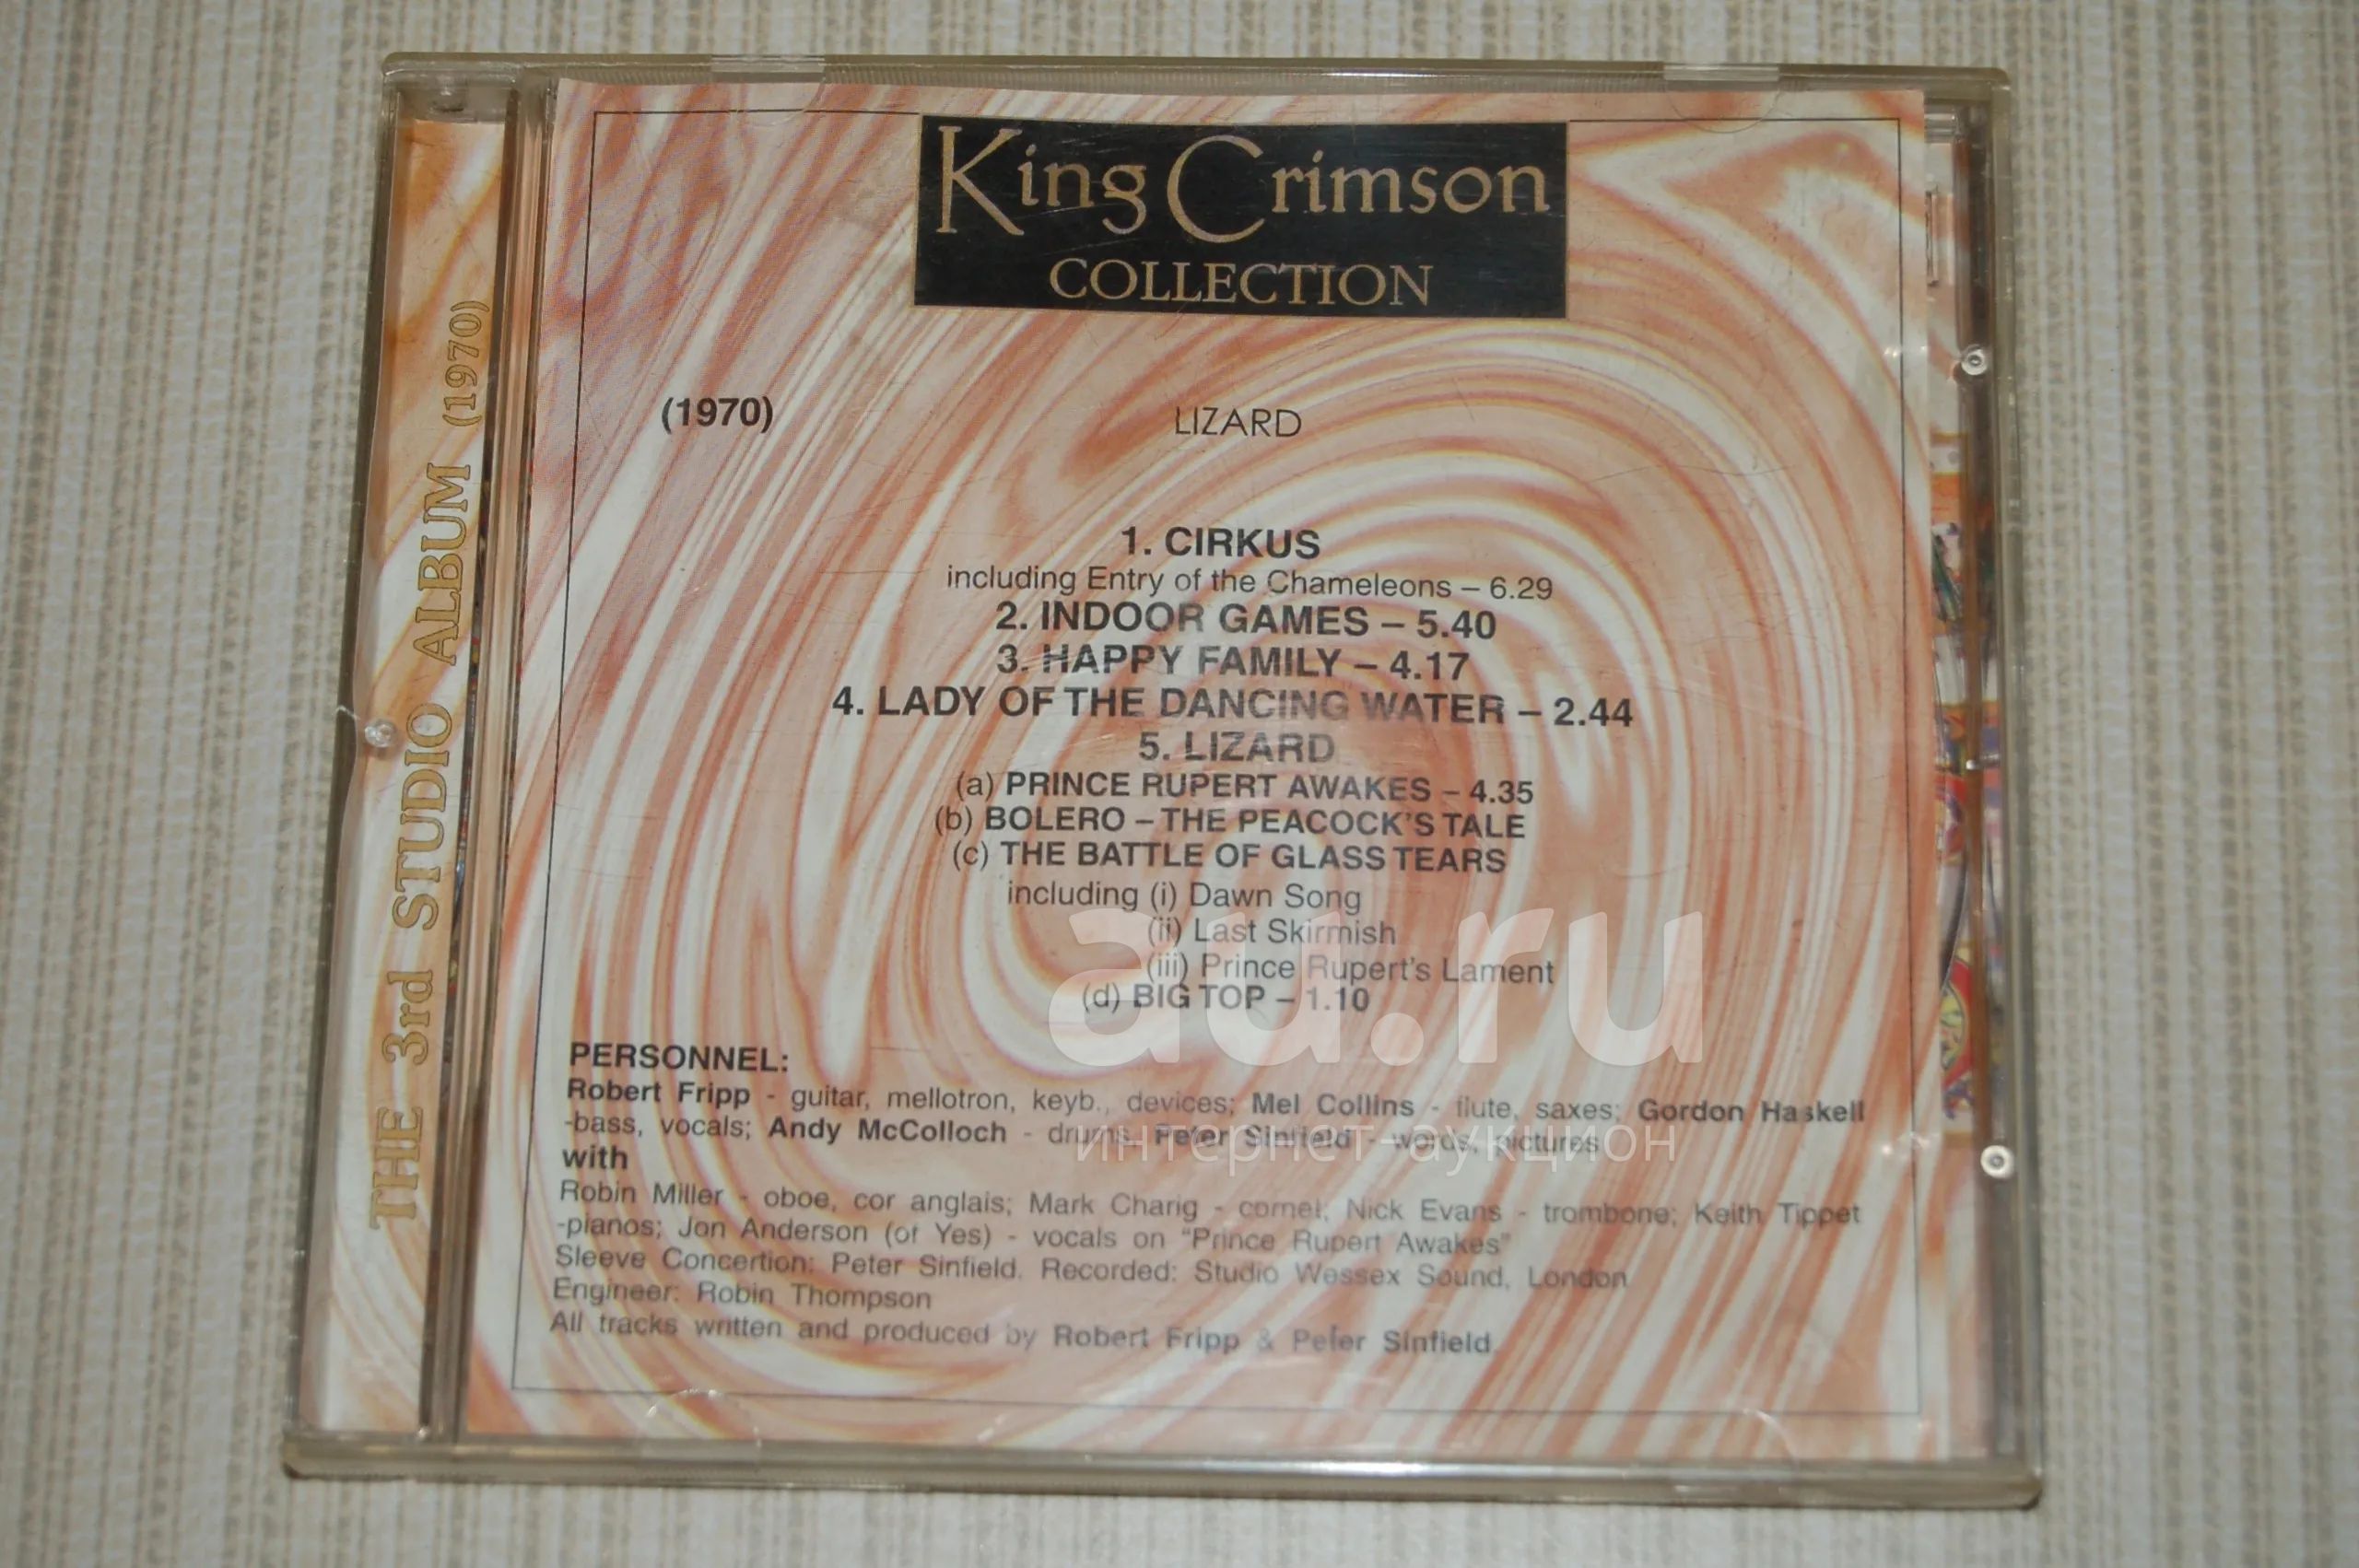 King Crimson
COLLECTION
THE 3rd STUDIO ALBUM (1970)
(1970) LIZARD
1. CIRKUS
including Entry of the Chameleons – 6.29
2. INDOOR GAMES – 5.40
3. HAPPY FAMILY – 4.17
4. LADY OF THE DANCING WATER – 2.44
5. LIZARD
(a) PRINCE RUPERT AWAKES – 4.35
(b) BOLERO – THE PEACOCK'S TALE
(c) THE BATTLE OF GLASS TEARS
including (i) Dawn Song
(ii) Last Skirmish
(iii) Prince Rupert's Lament
(d) BIG TOP – 1.10
PERSONNEL:
Robert Fripp - guitar, mellotron, keyb., devices; Mel Collins - flute, saxes; Gordon Haskell
-bass, vocals; Andy McColloch - drums, Peter Sinfield - words, pictures
with
Robin Miller - oboe, cor anglais; Mark Charig - cornet; Nick Evans - trombone; Keith Tippet
-pianos; Jon Anderson (of Yes) - vocals on "Prince Rupert Awakes"
Sleeve Concertion: Peter Sinfield. Recorded: Studio Wessex Sound, London
Engineer: Robin Thompson
All tracks written and produced by Robert Fripp & Peter Sinfield.
au.ru
интернет-аукцион